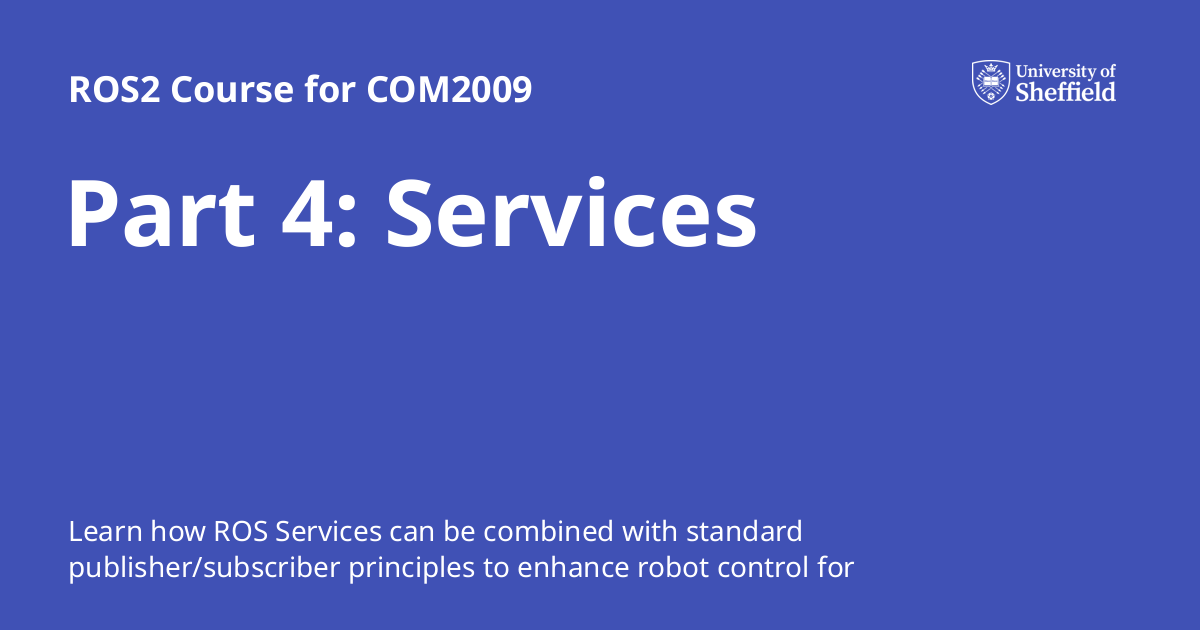 ROS2 Course for COM2009
University of
Sheffield
Part 4: Services
Learn how ROS Services can be combined with standard
publisher/subscriber principles to enhance robot control for